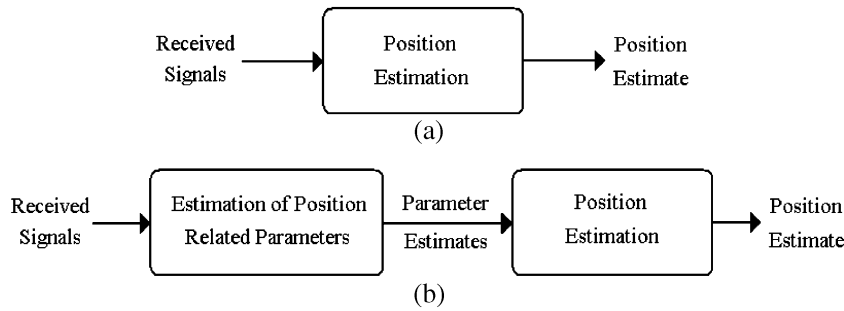 Received
Signals
Position
Estimation
Position
Estimate
(a)
Received
Signals
Estimation of Position
Related Parameters
Parameter
Estimates
Position
Estimation
Position
Estimate
(b)